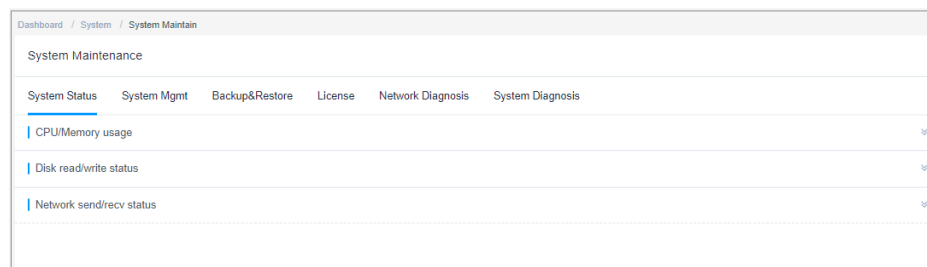 Dashboard / System / System Maintain
System Maintenance
System Status System Mgmt Backup&Restore License Network Diagnosis System Diagnosis
CPU/Memory usage
Disk read/write status
Network send/recv status